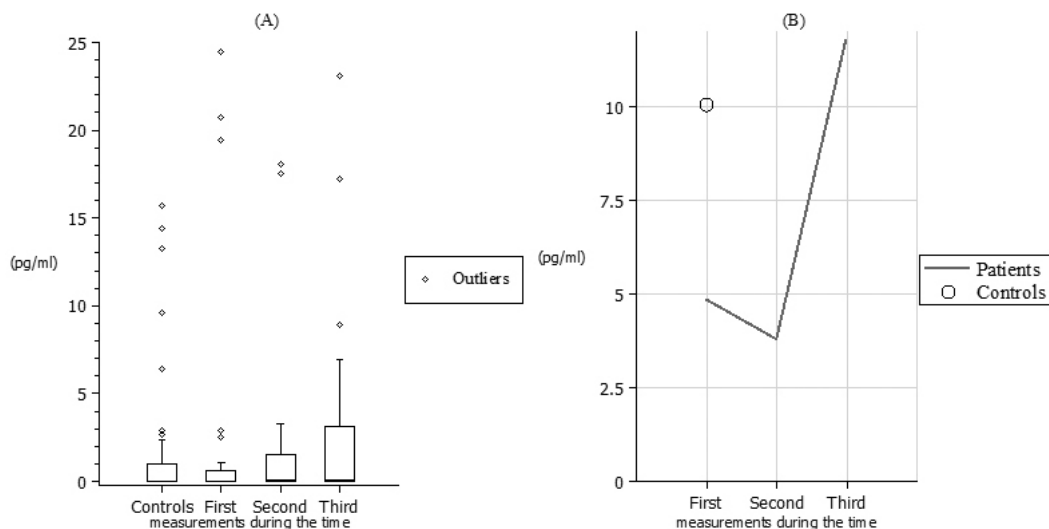 (A)
25
20
15
10
5
0
(pg/ml)
Controls First Second Third
measurements during the time
Outliers
(B)
10
7.5
5
2.5
0
(pg/ml)
First Second Third
measurements during the time
Patients
Controls